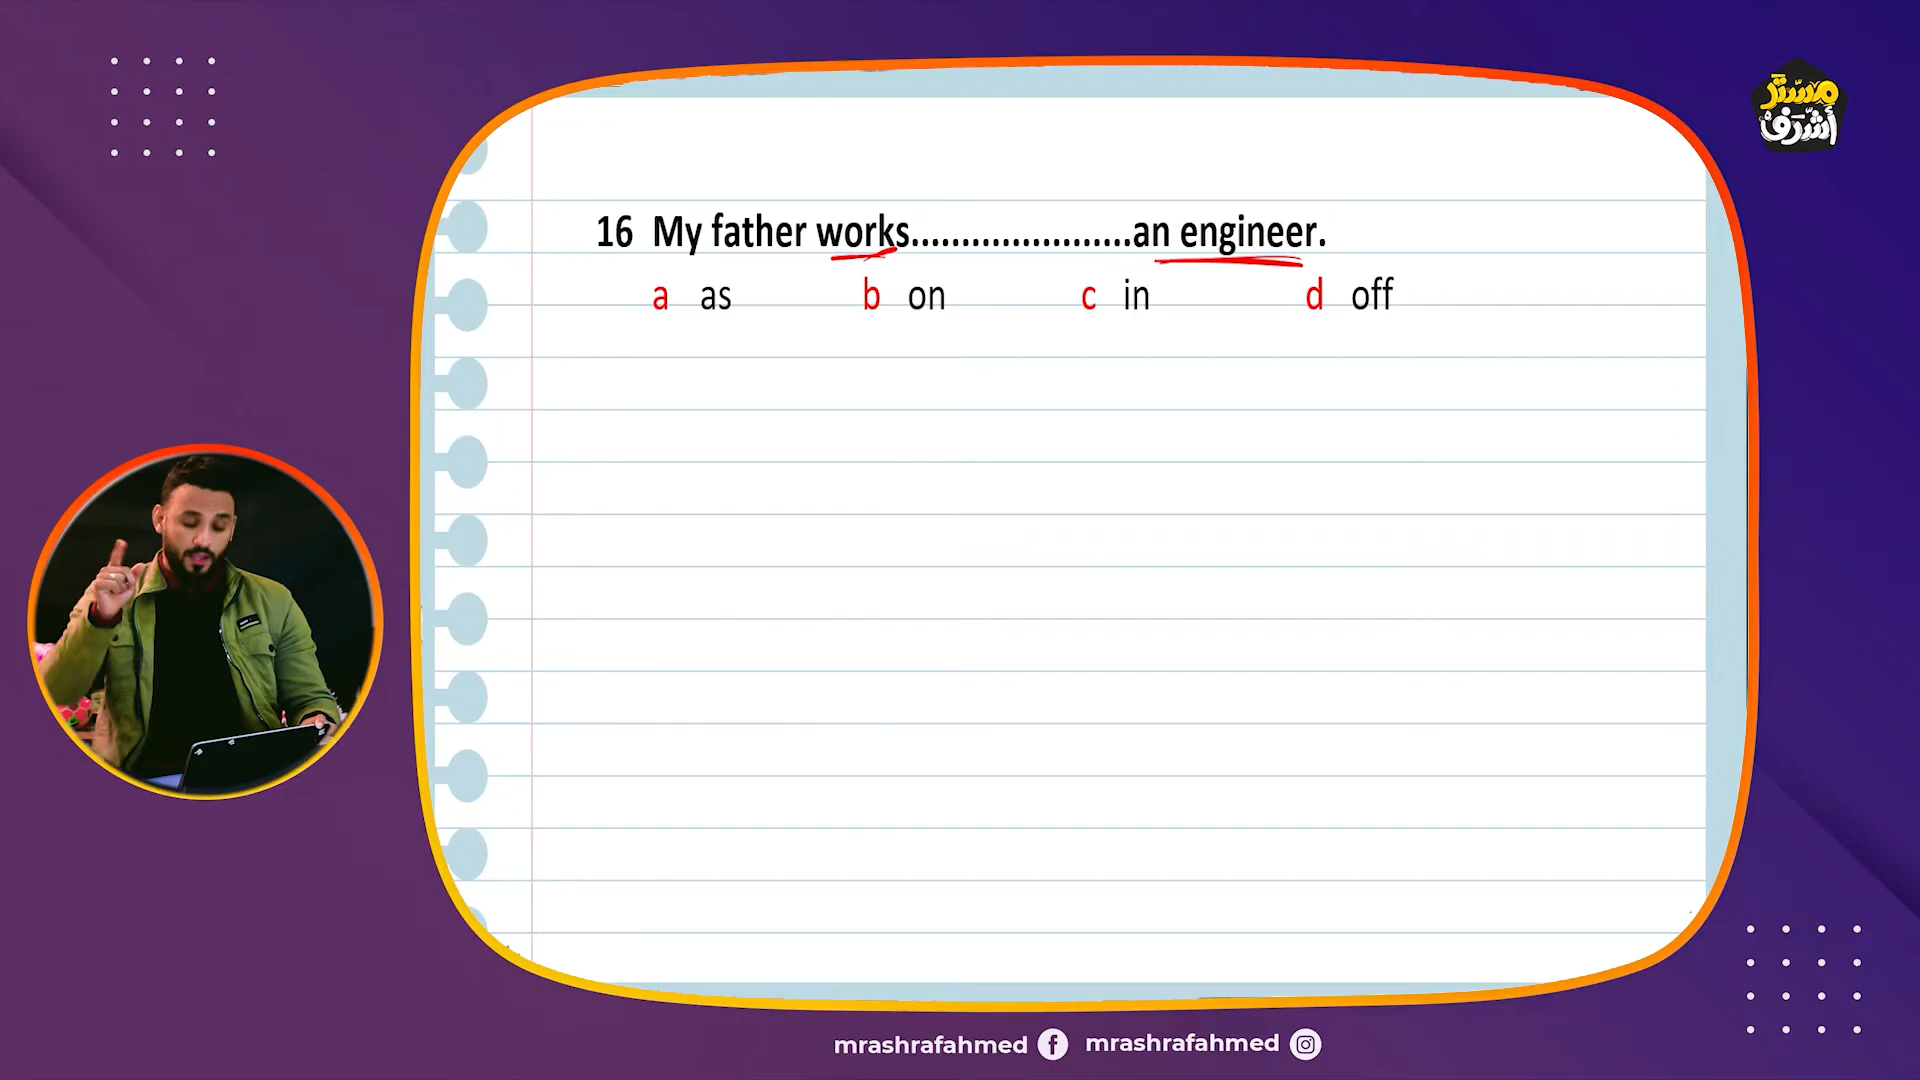 مستر
أشرف
16 My father works......................an engineer.
a as b on c in d off
mrashrafahmed mrashrafahmed